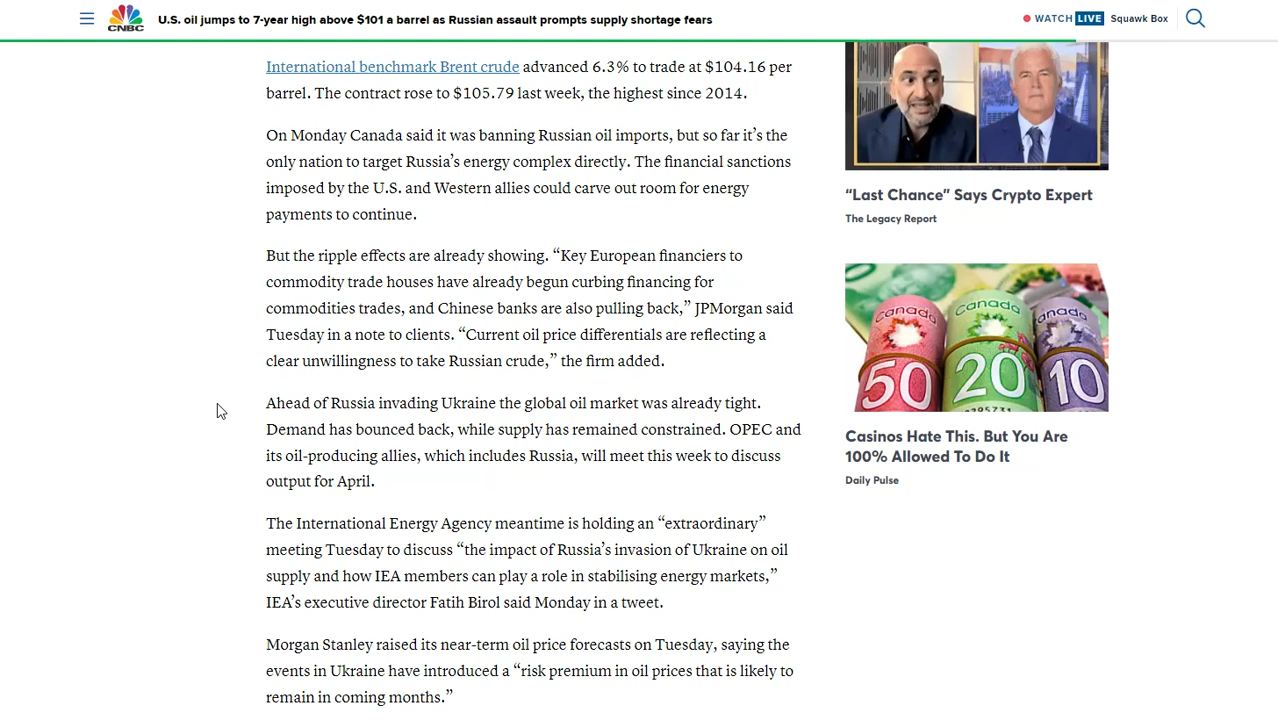 CNBC
U.S. oil jumps to 7-year high above $101 a barrel as Russian assault prompts supply shortage fears
WATCH LIVE Squawk Box
International benchmark Brent crude advanced 6.3% to trade at $104.16 per
barrel. The contract rose to $105.79 last week, the highest since 2014.
On Monday Canada said it was banning Russian oil imports, but so far it’s the
only nation to target Russia’s energy complex directly. The financial sanctions
imposed by the U.S. and Western allies could carve out room for energy
payments to continue.
But the ripple effects are already showing. “Key European financiers to
commodity trade houses have already begun curbing financing for
commodities trades, and Chinese banks are also pulling back,” JPMorgan said
Tuesday in a note to clients. “Current oil price differentials are reflecting a
clear unwillingness to take Russian crude,” the firm added.
Ahead of Russia invading Ukraine the global oil market was already tight.
Demand has bounced back, while supply has remained constrained. OPEC and
its oil-producing allies, which includes Russia, will meet this week to discuss
output for April.
The International Energy Agency meantime is holding an “extraordinary”
meeting Tuesday to discuss “the impact of Russia’s invasion of Ukraine on oil
supply and how IEA members can play a role in stabilising energy markets,”
IEA’s executive director Fatih Birol said Monday in a tweet.
Morgan Stanley raised its near-term oil price forecasts on Tuesday, saying the
events in Ukraine have introduced a “risk premium in oil prices that is likely to
remain in coming months.”
“Last Chance” Says Crypto Expert
The Legacy Report
Canada Canada Canada
50 20 10
Casinos Hate This. But You Are
100% Allowed To Do It
Daily Pulse